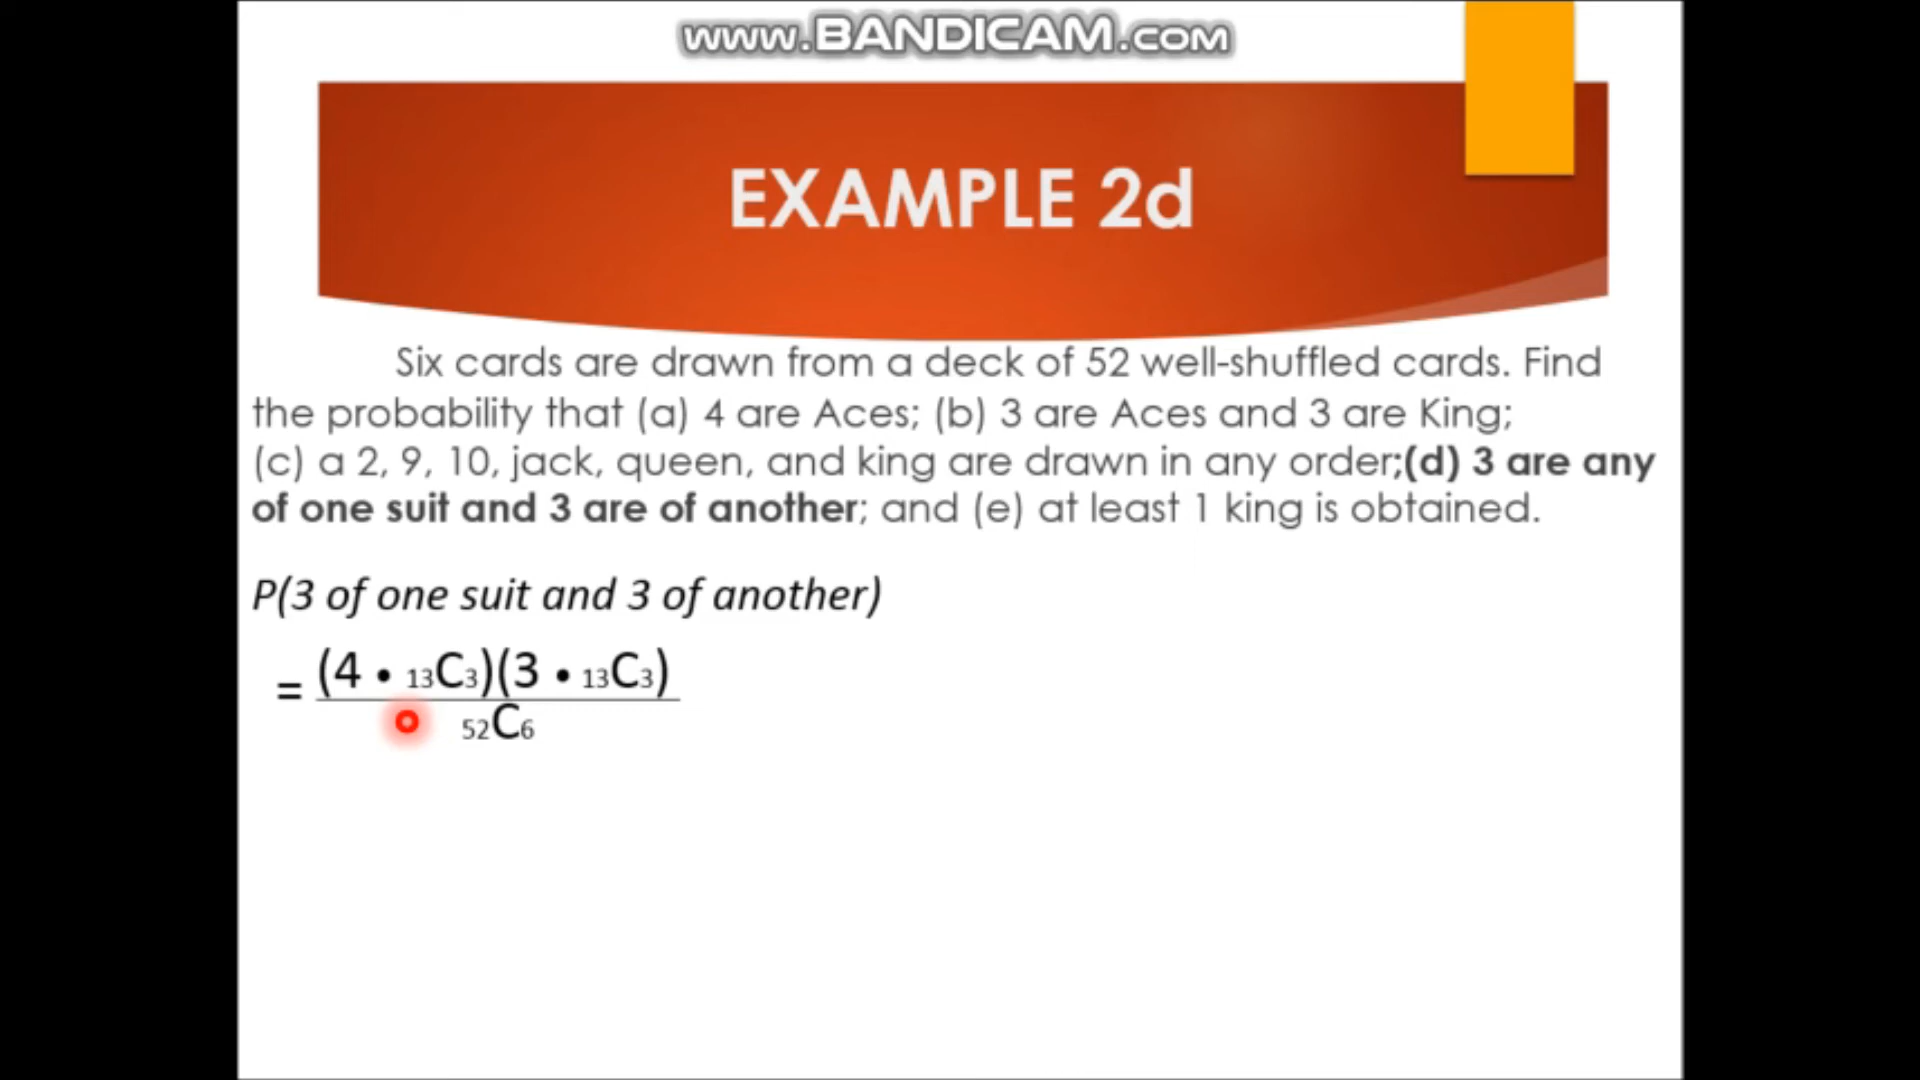 www.BANDICAM.com
EXAMPLE 2d
Six cards are drawn from a deck of 52 well-shuffled cards. Find
the probability that (a) 4 are Aces; (b) 3 are Aces and 3 are King;
(c) a 2, 9, 10, jack, queen, and king are drawn in any order;(d) 3 are any
of one suit and 3 are of another; and (e) at least 1 king is obtained.
P(3 of one suit and 3 of another)
= (4 • ₁₃C₃)(3 • ₁₃C₃)
₅₂C₆